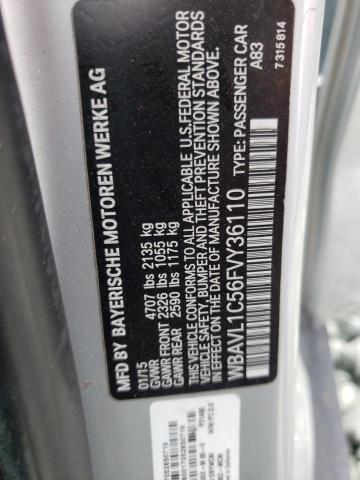 MFD BY BAYERISCHE MOTOREN WERKE AG
01/15
GVWR 4707 lbs 2135 kg
GAWR FRONT 2326 lbs 1055 kg
GAWR REAR 2590 lbs 1175 kg
THIS VEHICLE CONFORMS TO ALL APPLICABLE U.S. FEDERAL MOTOR
VEHICLE SAFETY, BUMPER AND THEFT PREVENTION STANDARDS
IN EFFECT ON THE DATE OF MANUFACTURE SHOWN ABOVE.
WBAVL1C56FVY36110 TYPE: PASSENGER CAR
A83
7 315 814